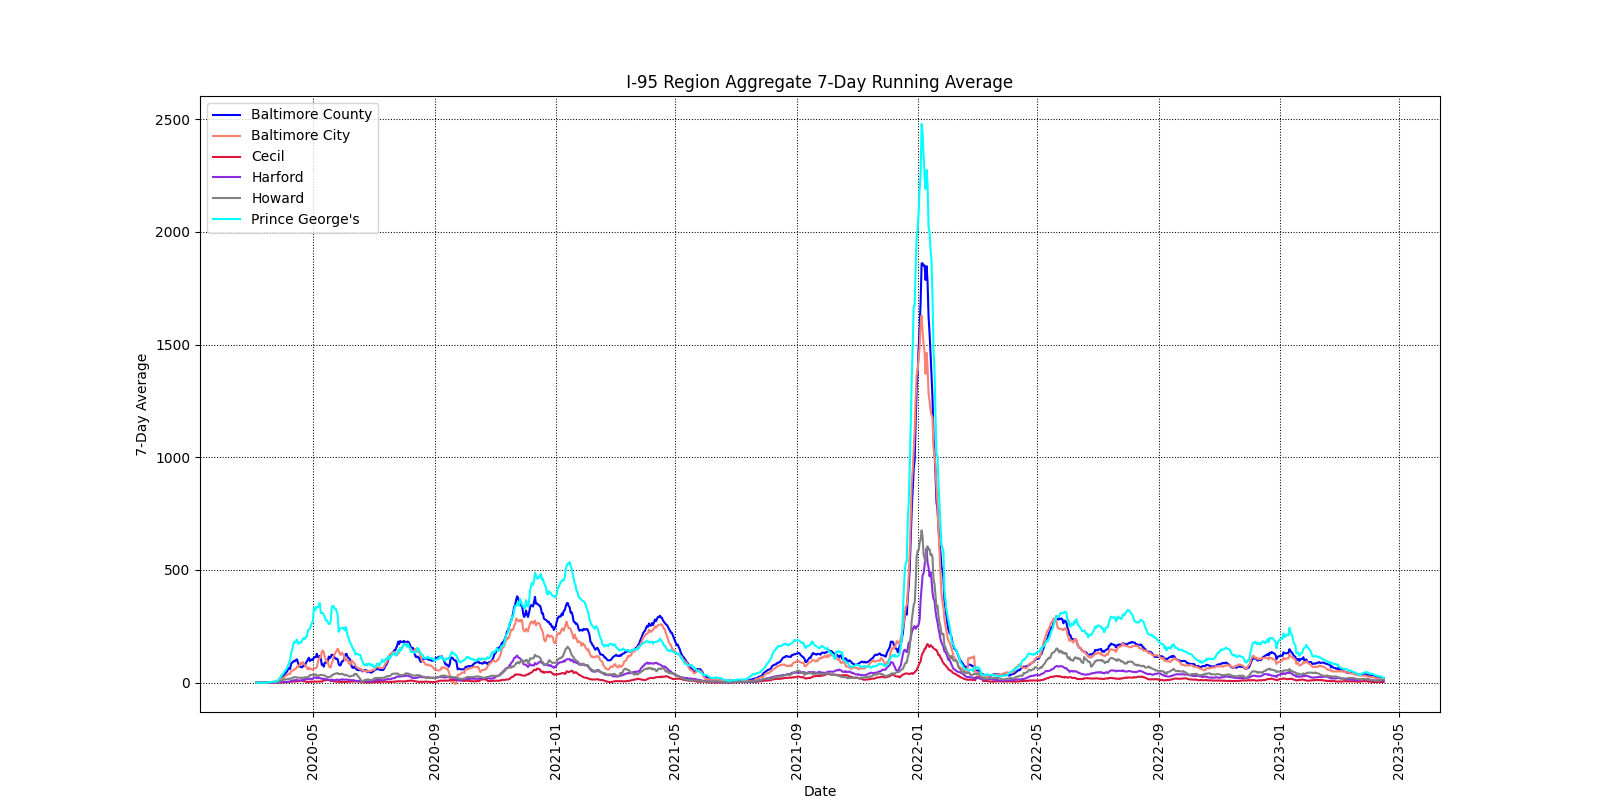 I-95 Region Aggregate 7-Day Running Average
Baltimore County
Baltimore City
Cecil
Harford
Howard
Prince George's
2500
2000
1500
1000
500
0
7-Day Average
2020-05
2020-09
2021-01
2021-05
2021-09
2022-01
2022-05
2022-09
2023-01
2023-05
Date